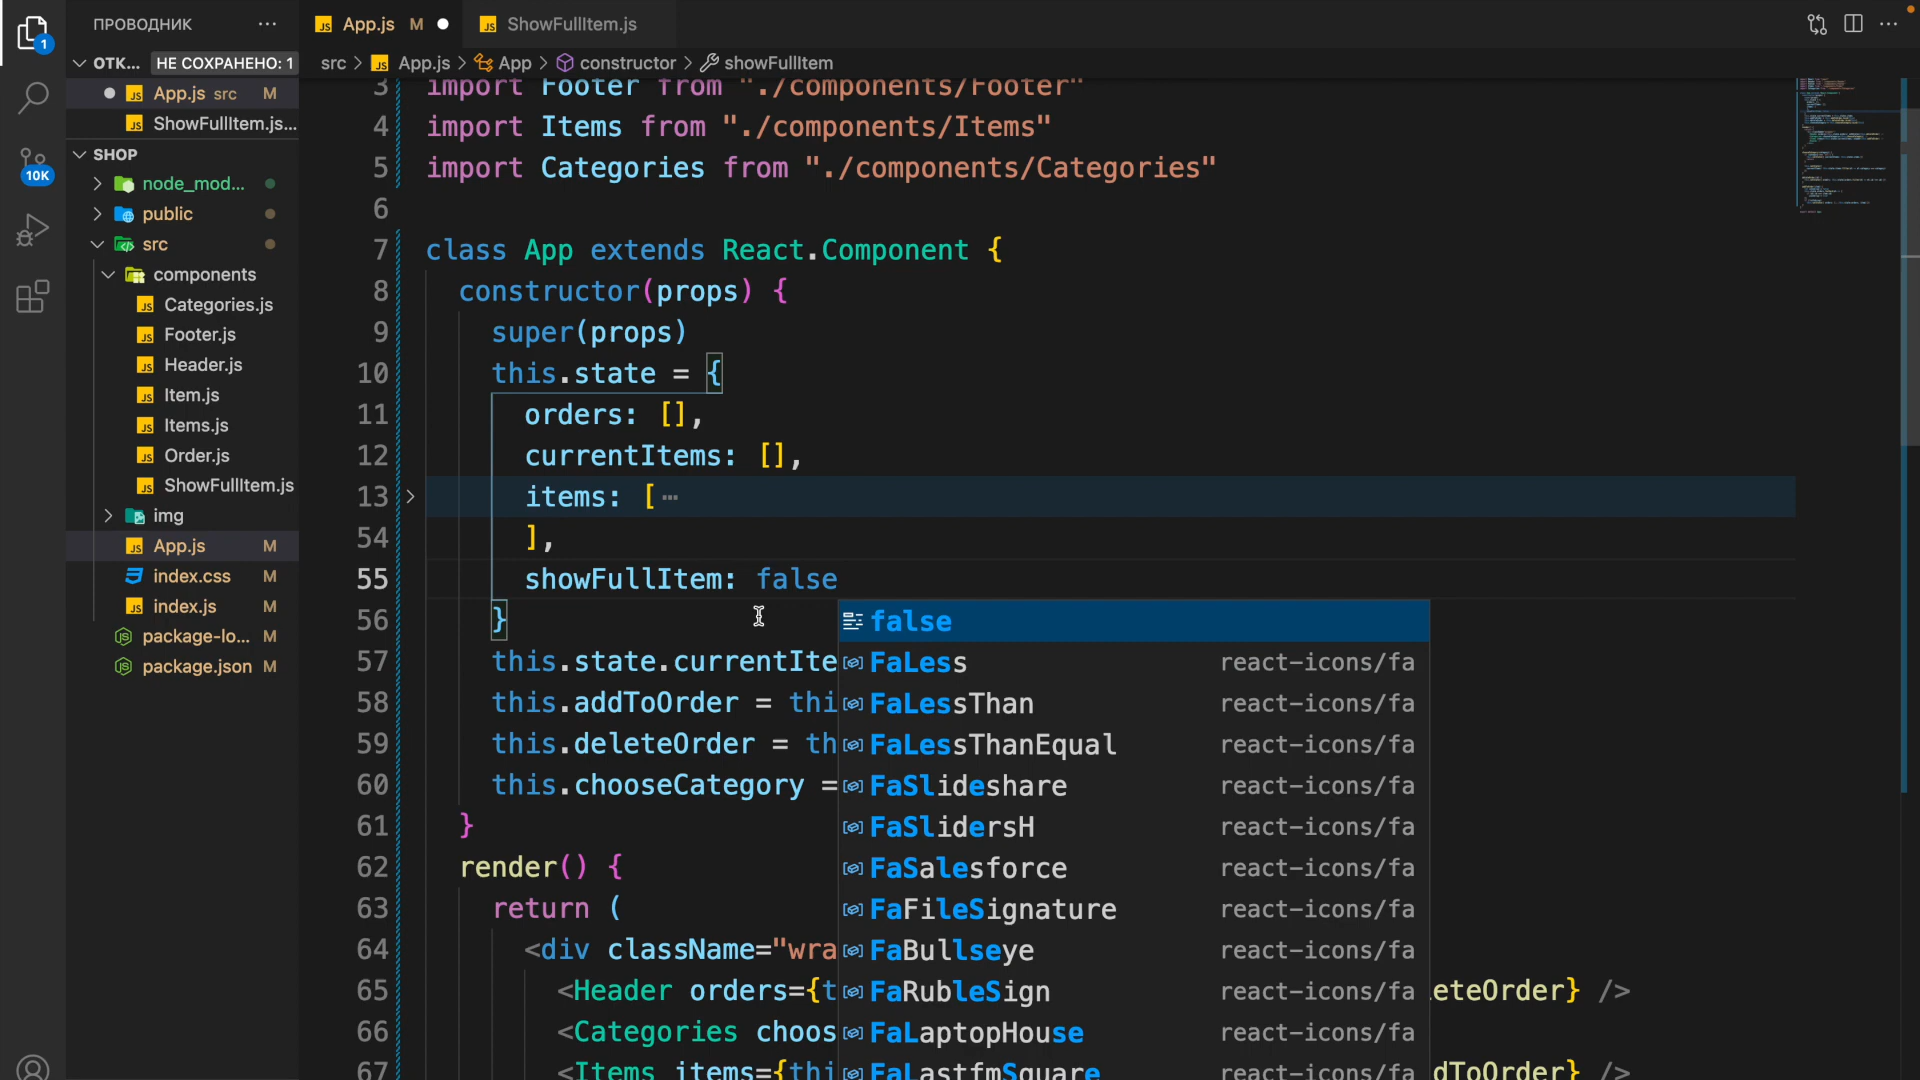 ПРОВОДНИК ···
ОТК... НЕ СОХРАНЕНО: 1
App.js src M
ShowFullItem.js...
SHOP
node_mod...
public
src
components
Categories.js
Footer.js
Header.js
Item.js
Items.js
Order.js
ShowFullItem.js
img
App.js M
index.css M
index.js M
package-lo... M
package.json M
1
10K
App.js M
ShowFullItem.js
src > App.js > App > constructor > showFullItem
3 import Footer from "./components/Footer"
4 import Items from "./components/Items"
5 import Categories from "./components/Categories"
6
7 class App extends React.Component {
8 constructor(props) {
9 super(props)
10 this.state = {
11 orders: [],
12 currentItems: [],
13 items: [ ···
54 ],
55 showFullItem: false
56 }
57 this.state.currentIte
58 this.addToOrder = thi
59 this.deleteOrder = th
60 this.chooseCategory =
61 }
62 render() {
63 return (
64 <div className="wra
65 <Header orders={t eteOrder} />
66 <Categories choos
67 <Items items={thi dToOrder} />
false
FaLess react-icons/fa
FaLessThan react-icons/fa
FaLessThanEqual react-icons/fa
FaSlideshare react-icons/fa
FaSlidersH react-icons/fa
FaSalesforce react-icons/fa
FaFileSignature react-icons/fa
FaBullseye react-icons/fa
FaRubleSign react-icons/fa
FaLaptopHouse react-icons/fa
FaLastfmSquare react-icons/fa